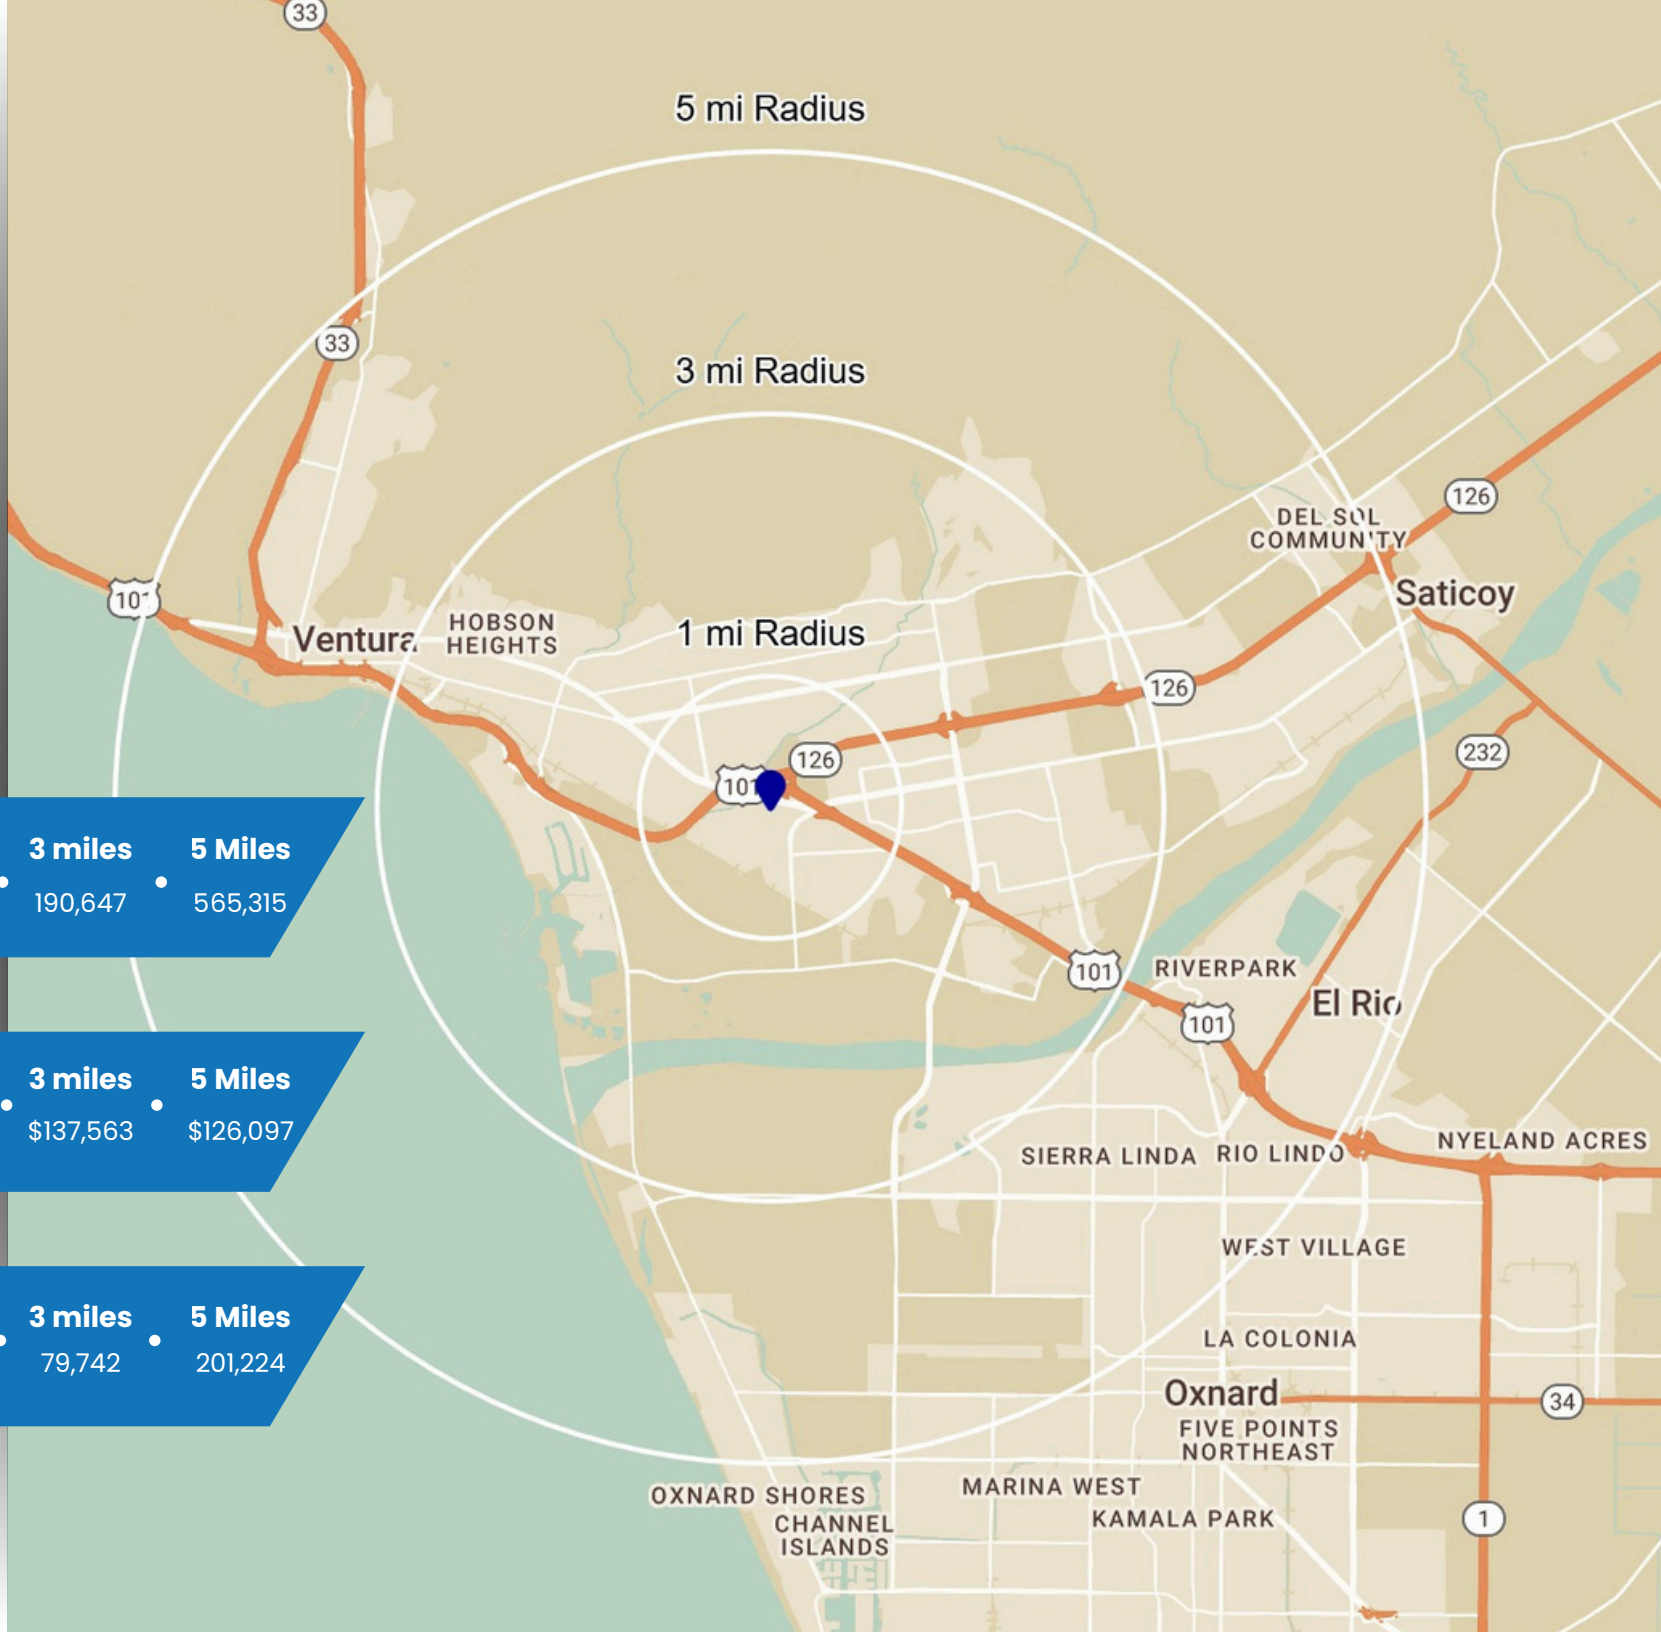 33
5 mi Radius
3 mi Radius
33
126
DEL SOL
COMMUNITY
Saticoy
101
HOBSON
HEIGHTS
Ventura
1 mi Radius
126
126
101
232
3 miles 5 Miles
190,647 565,315
101
RIVERPARK
El Rio
101
3 miles 5 Miles
$137,563 $126,097
SIERRA LINDA RIO LINDO NYELAND ACRES
WEST VILLAGE
3 miles 5 Miles
79,742 201,224
LA COLONIA
Oxnard
34
FIVE POINTS
NORTHEAST
OXNARD SHORES
MARINA WEST
CHANNEL
ISLANDS
KAMALA PARK
1